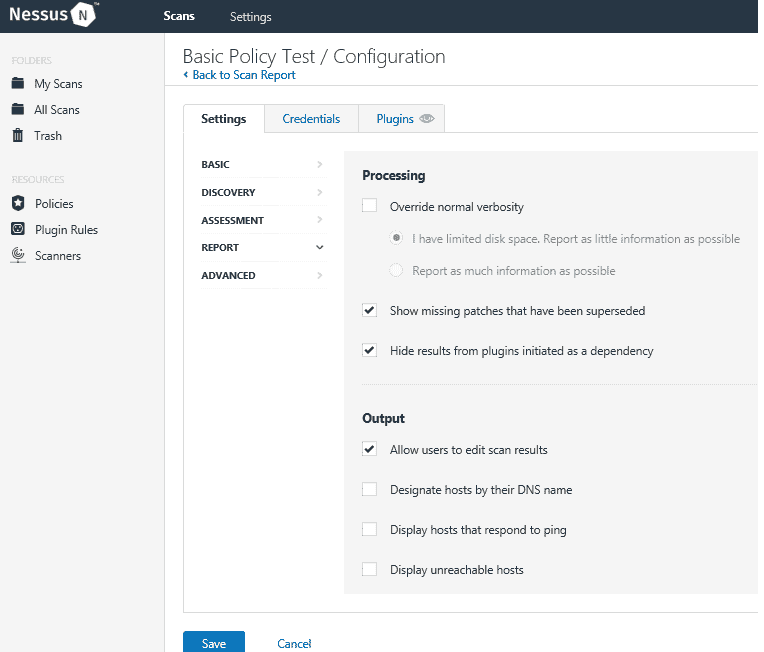 Nessus N ™
Scans
Settings
FOLDERS
My Scans
All Scans
Trash
RESOURCES
Policies
Plugin Rules
Scanners
Basic Policy Test / Configuration
‹ Back to Scan Report
Settings
Credentials
Plugins
BASIC
DISCOVERY
ASSESSMENT
REPORT
ADVANCED
Processing
Override normal verbosity
I have limited disk space. Report as little information as possible
Report as much information as possible
Show missing patches that have been superseded
Hide results from plugins initiated as a dependency
Output
Allow users to edit scan results
Designate hosts by their DNS name
Display hosts that respond to ping
Display unreachable hosts
Save
Cancel